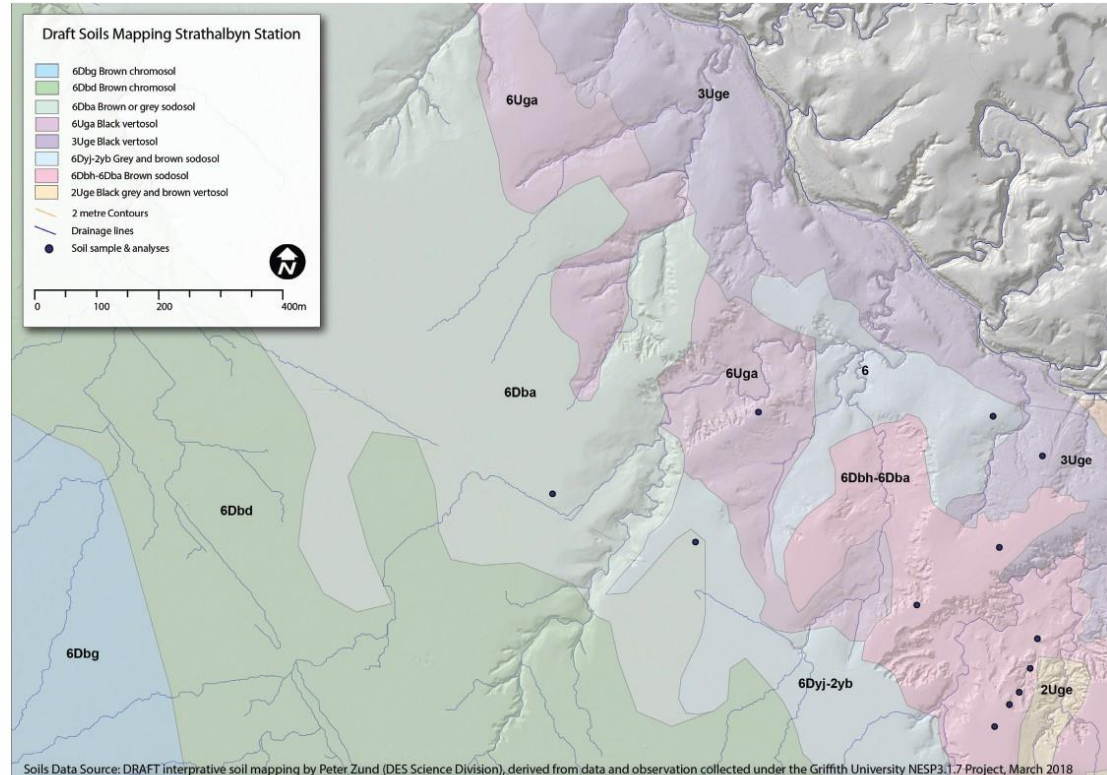 Draft Soils Mapping Strathalbyn Station
6Dbg Brown chromosol
6Dbd Brown chromosol
6Dba Brown or grey sodosol
6Uga Black vertosol
3Uge Black vertosol
6Dyj-2yb Grey and brown sodosol
6Dbh-6Dba Brown sodosol
2Uge Black grey and brown vertosol
2 metre Contours
Drainage lines
Soil sample & analyses
N
0 100 200 400m
6Uga
3Uge
6Uga
6
6Dba
3Uge
6Dbh-6Dba
6Dbd
6Dbg
6Dyj-2yb
2Uge
Soils Data Source: DRAFT interprative soil mapping by Peter Zund (DES Science Division), derived from data and observation collected under the Griffith University NESP3.1.7 Project, March 2018